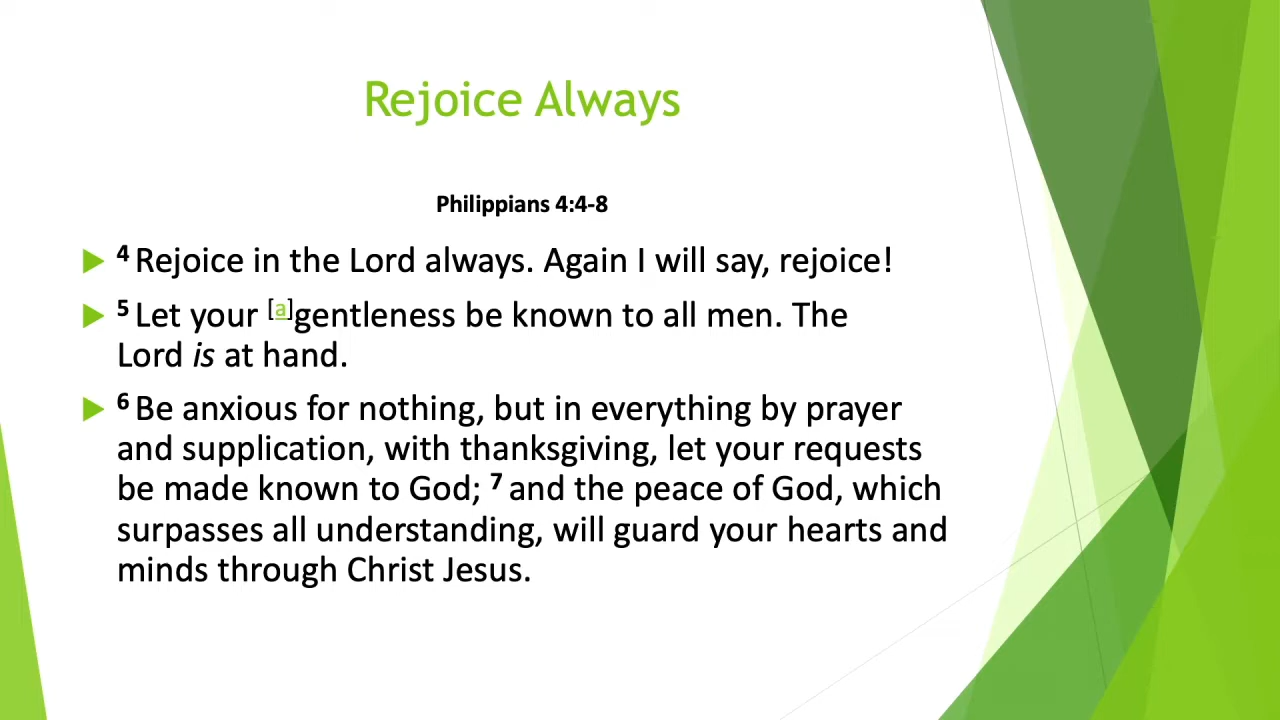 Rejoice Always
Philippians 4:4-8
4 Rejoice in the Lord always. Again I will say, rejoice!
5 Let your [a]gentleness be known to all men. The
Lord is at hand.
6 Be anxious for nothing, but in everything by prayer
and supplication, with thanksgiving, let your requests
be made known to God; 7 and the peace of God, which
surpasses all understanding, will guard your hearts and
minds through Christ Jesus.